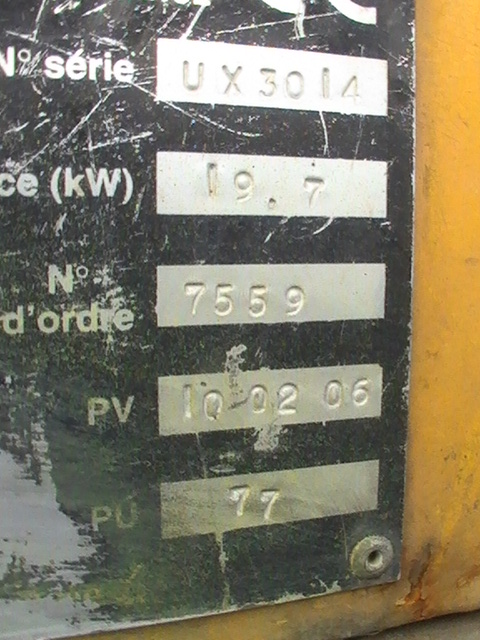 N° série UX3014
ce (kW) 19.7
N°
d'ordre 7559
PV 10 02 06
PU 77